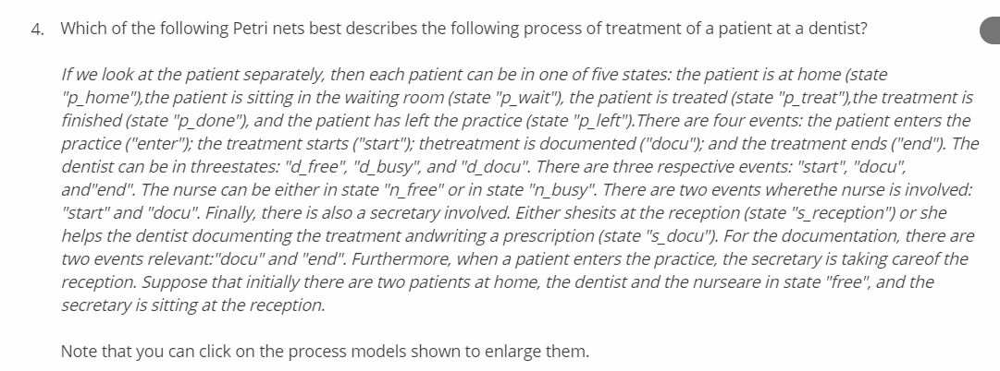 4. Which of the following Petri nets best describes the following process of treatment of a patient at a dentist?
If we look at the patient separately, then each patient can be in one of five states: the patient is at home (state
"p_home"),the patient is sitting in the waiting room (state "p_wait"), the patient is treated (state "p_treat"),the treatment is
finished (state "p_done"), and the patient has left the practice (state "p_left").There are four events: the patient enters the
practice ("enter"); the treatment starts ("start"); thetreatment is documented ("docu"); and the treatment ends ("end"). The
dentist can be in threestates: "d_free", "d_busy", and "d_docu". There are three respective events: "start", "docu",
and"end". The nurse can be either in state "n_free" or in state "n_busy". There are two events wherethe nurse is involved:
"start" and "docu". Finally, there is also a secretary involved. Either shesits at the reception (state "s_reception") or she
helps the dentist documenting the treatment andwriting a prescription (state "s_docu"). For the documentation, there are
two events relevant:"docu" and "end". Furthermore, when a patient enters the practice, the secretary is taking careof the
reception. Suppose that initially there are two patients at home, the dentist and the nurseare in state "free", and the
secretary is sitting at the reception.
Note that you can click on the process models shown to enlarge them.